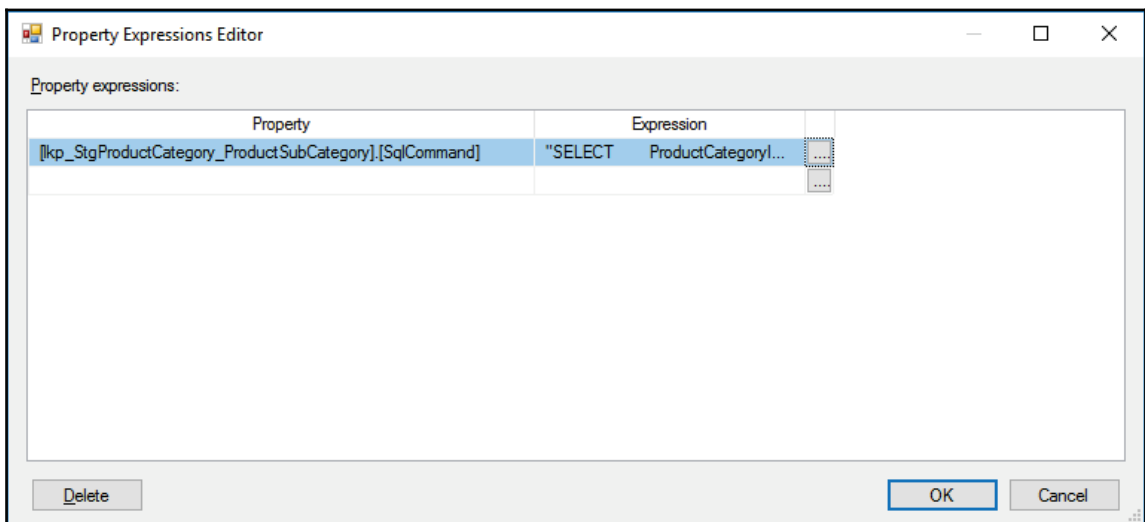 Property Expressions Editor
Property expressions:
Property Expression
[lkp_StgProductCategory_ProductSubCategory].[SqlCommand] "SELECT ProductCategoryI... ....
....
Delete OK Cancel